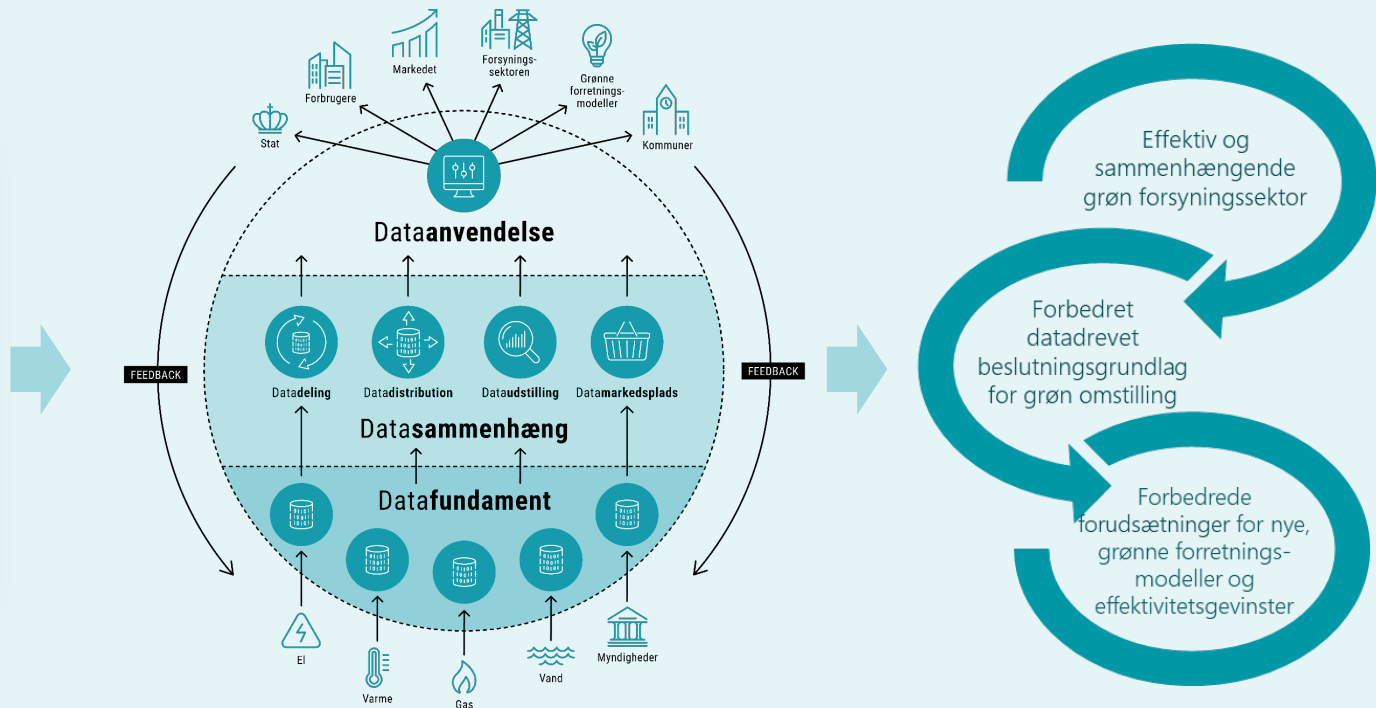 Stat
Forbrugere
Markedet
Forsynings-
sektoren
Grønne
forretnings-
modeller
Kommuner
Dataanvendelse
FEEDBACK
FEEDBACK
Datadeling
Datadistribution
Dataudstilling
Datamarkedsplads
Datasammenhæng
Datafundament
El
Varme
Gas
Vand
Myndigheder
Effektiv og
sammenhængende
grøn forsyningssektor
Forbedret
datadrevet
beslutningsgrundlag
for grøn omstilling
Forbedrede
forudsætninger for nye,
grønne forretnings-
modeller og
effektivitetsgevinster